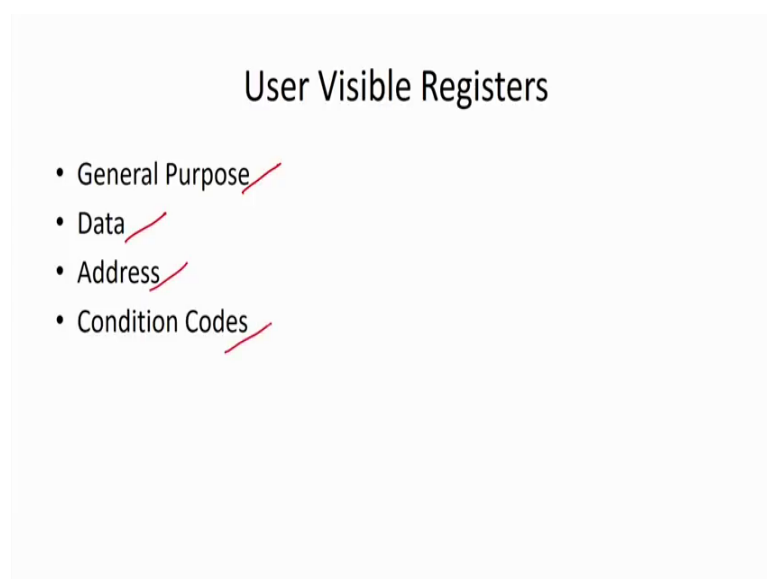 User Visible Registers
• General Purpose
• Data
• Address
• Condition Codes